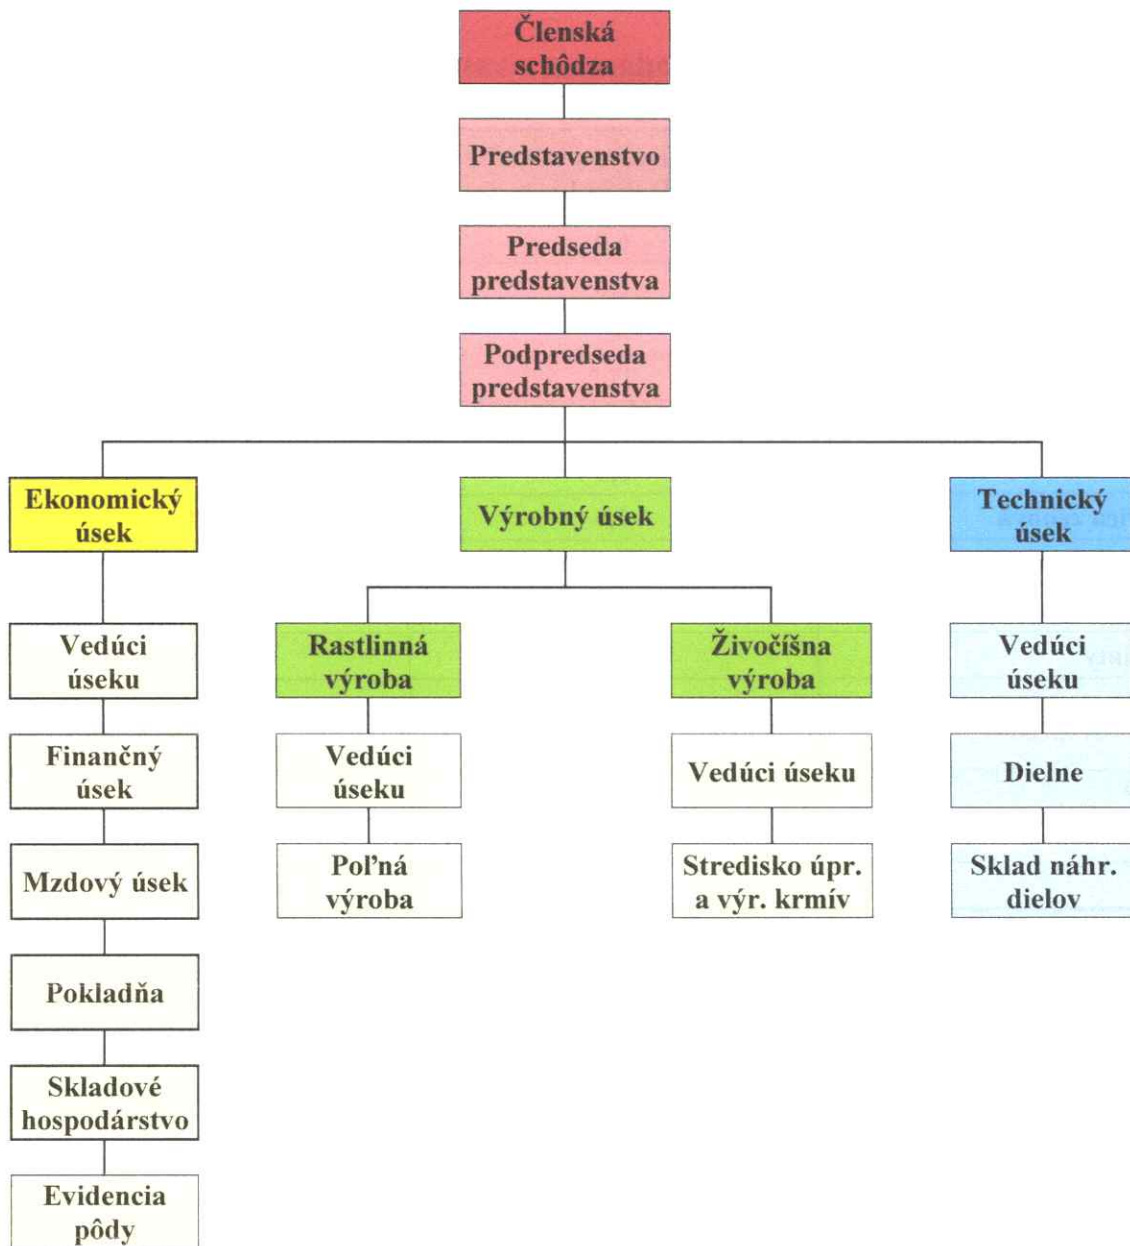 Členská
schôdza
Predstavenstvo
Predseda
predstavenstva
Podpredseda
predstavenstva
Ekonomický
úsek
Výrobný úsek
Technický
úsek
Vedúci
úseku
Rastlinná
výroba
Živočíšna
výroba
Vedúci
úseku
Finančný
úsek
Vedúci
úseku
Vedúci úseku
Dielne
Mzdový úsek
Poľná
výroba
Stredisko úpr.
a výr. krmív
Sklad náhr.
dielov
Pokladňa
Skladové
hospodárstvo
Evidencia
pôdy